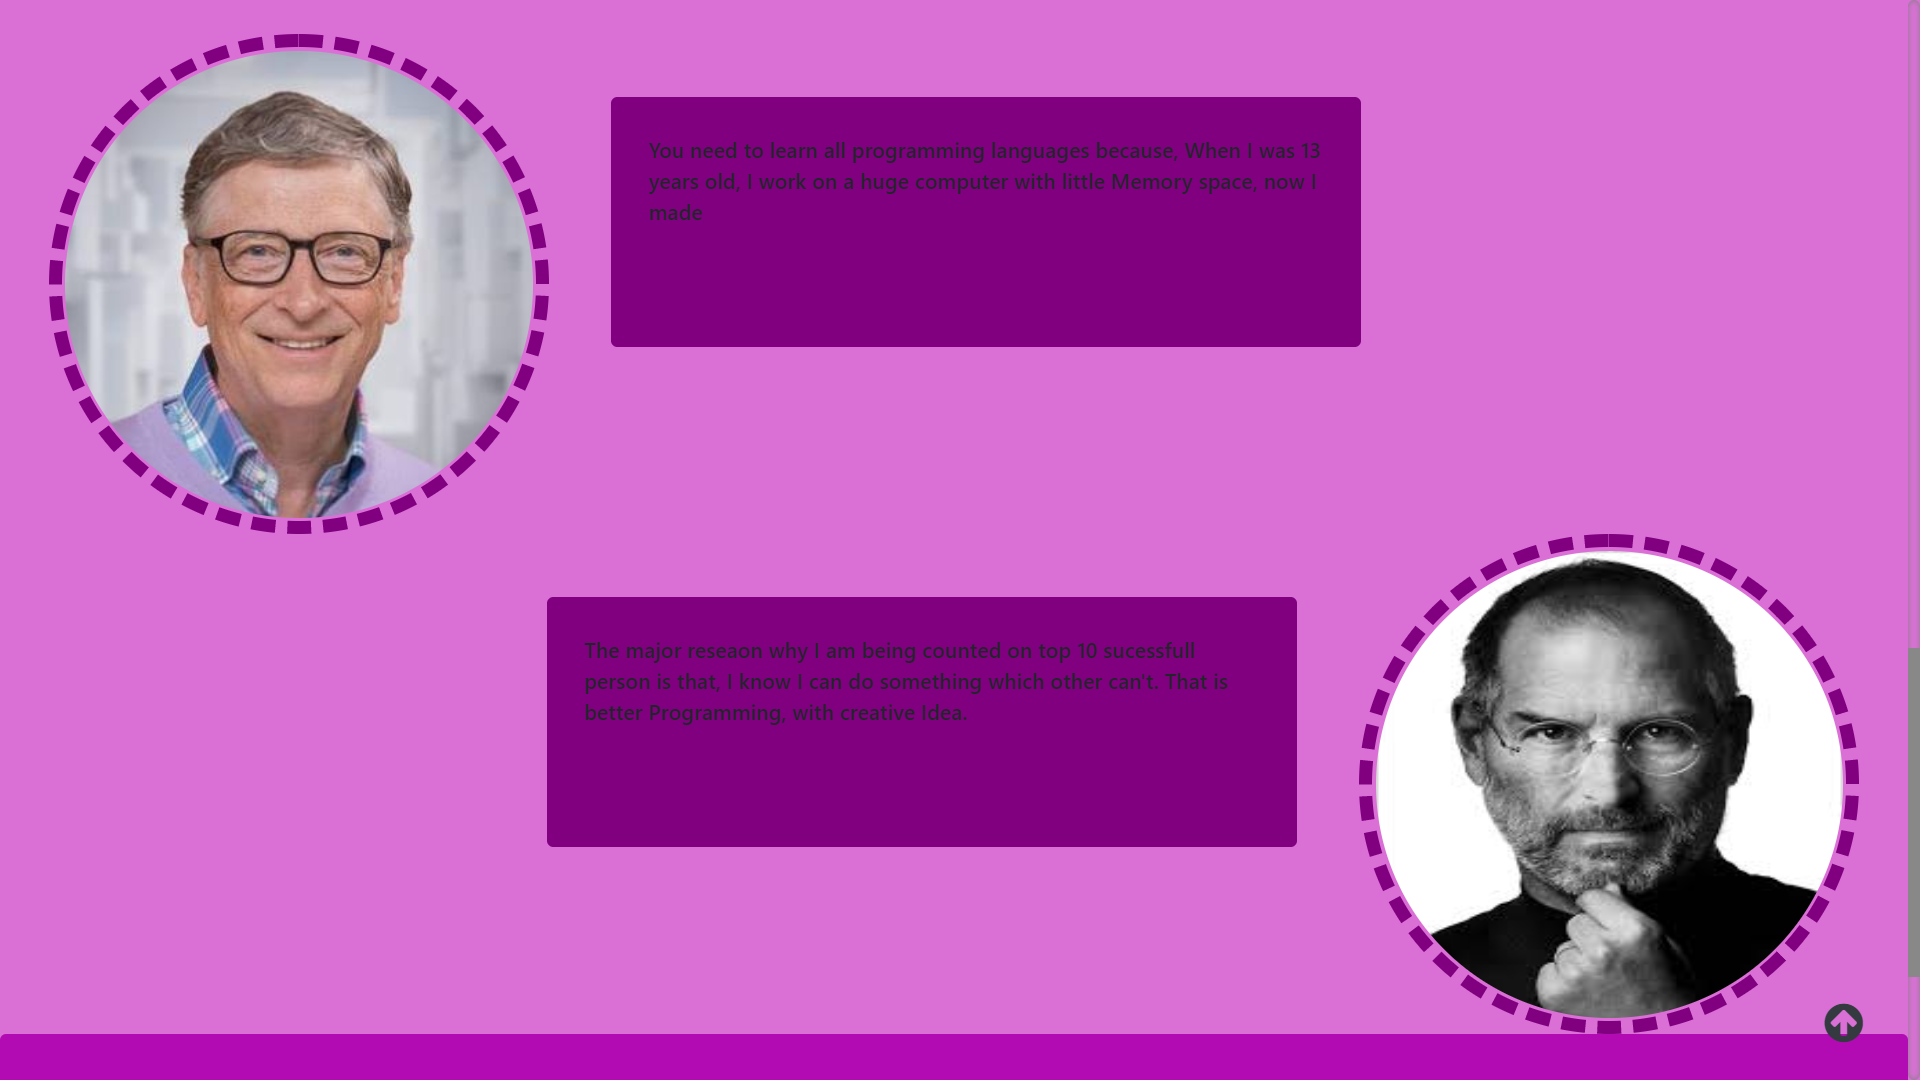 You need to learn all programming languages because, When I was 13
years old, I work on a huge computer with little Memory space, now I
made
The major reseaon why I am being counted on top 10 sucessfull
person is that, I know I can do something which other can't. That is
better Programming, with creative Idea.